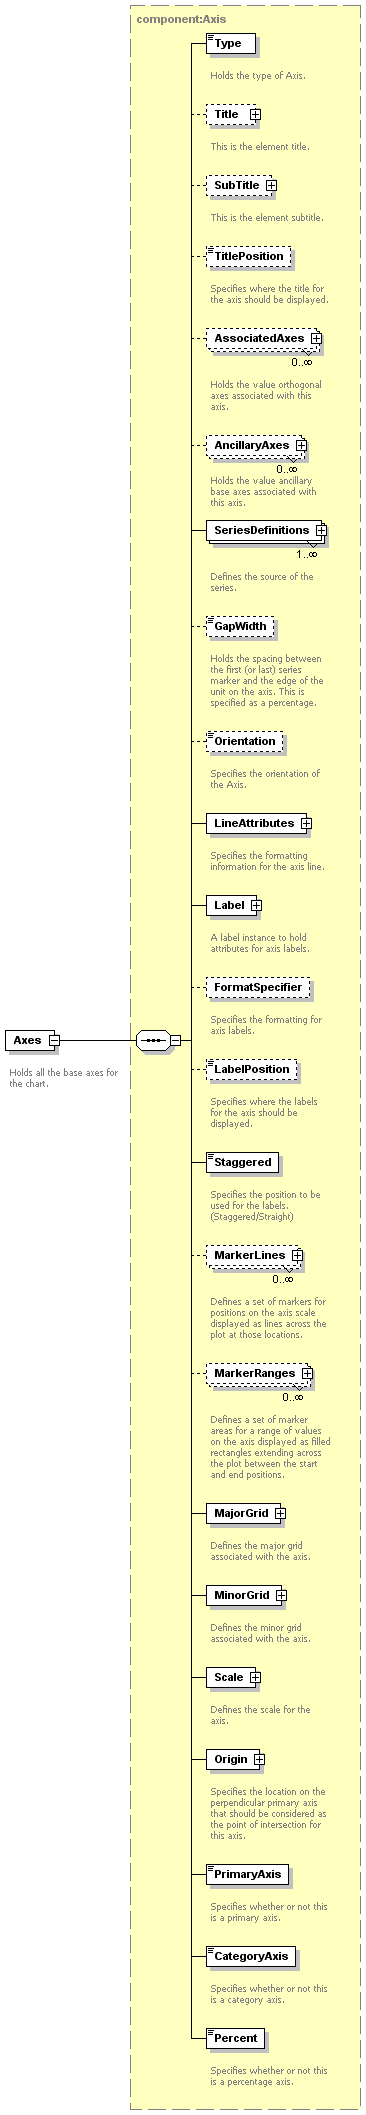 component:Axis
Type
Holds the type of Axis.
Title
This is the element title.
SubTitle
This is the element subtitle.
TitlePosition
Specifies where the title for
the axis should be displayed.
AssociatedAxes
0..∞
Holds the value orthogonal
axes associated with this
axis.
AncillaryAxes
0..∞
Holds the value ancillary
base axes associated with
this axis.
SeriesDefinitions
1..∞
Defines the source of the
series.
GapWidth
Holds the spacing between
the first (or last) series
marker and the edge of the
unit on the axis. This is
specified as a percentage.
Orientation
Specifies the orientation of
the Axis.
LineAttributes
Specifies the formatting
information for the axis line.
Label
A label instance to hold
attributes for axis labels.
FormatSpecifier
Specifies the formatting for
axis labels.
Axes
Holds all the base axes for
the chart.
LabelPosition
Specifies where the labels
for the axis should be
displayed.
Staggered
Specifies the position to be
used for the labels.
(Staggered/Straight)
MarkerLines
0..∞
Defines a set of markers for
positions on the axis scale
displayed as lines across the
plot at those locations.
MarkerRanges
0..∞
Defines a set of marker
areas for a range of values
on the axis displayed as filled
rectangles extending across
the plot between the start
and end positions.
MajorGrid
Defines the major grid
associated with the axis.
MinorGrid
Defines the minor grid
associated with the axis.
Scale
Defines the scale for the
axis.
Origin
Specifies the location on the
perpendicular primary axis
that should be considered as
the point of intersection for
this axis.
PrimaryAxis
Specifies whether or not this
is a primary axis.
CategoryAxis
Specifies whether or not this
is a category axis.
Percent
Specifies whether or not this
is a percentage axis.